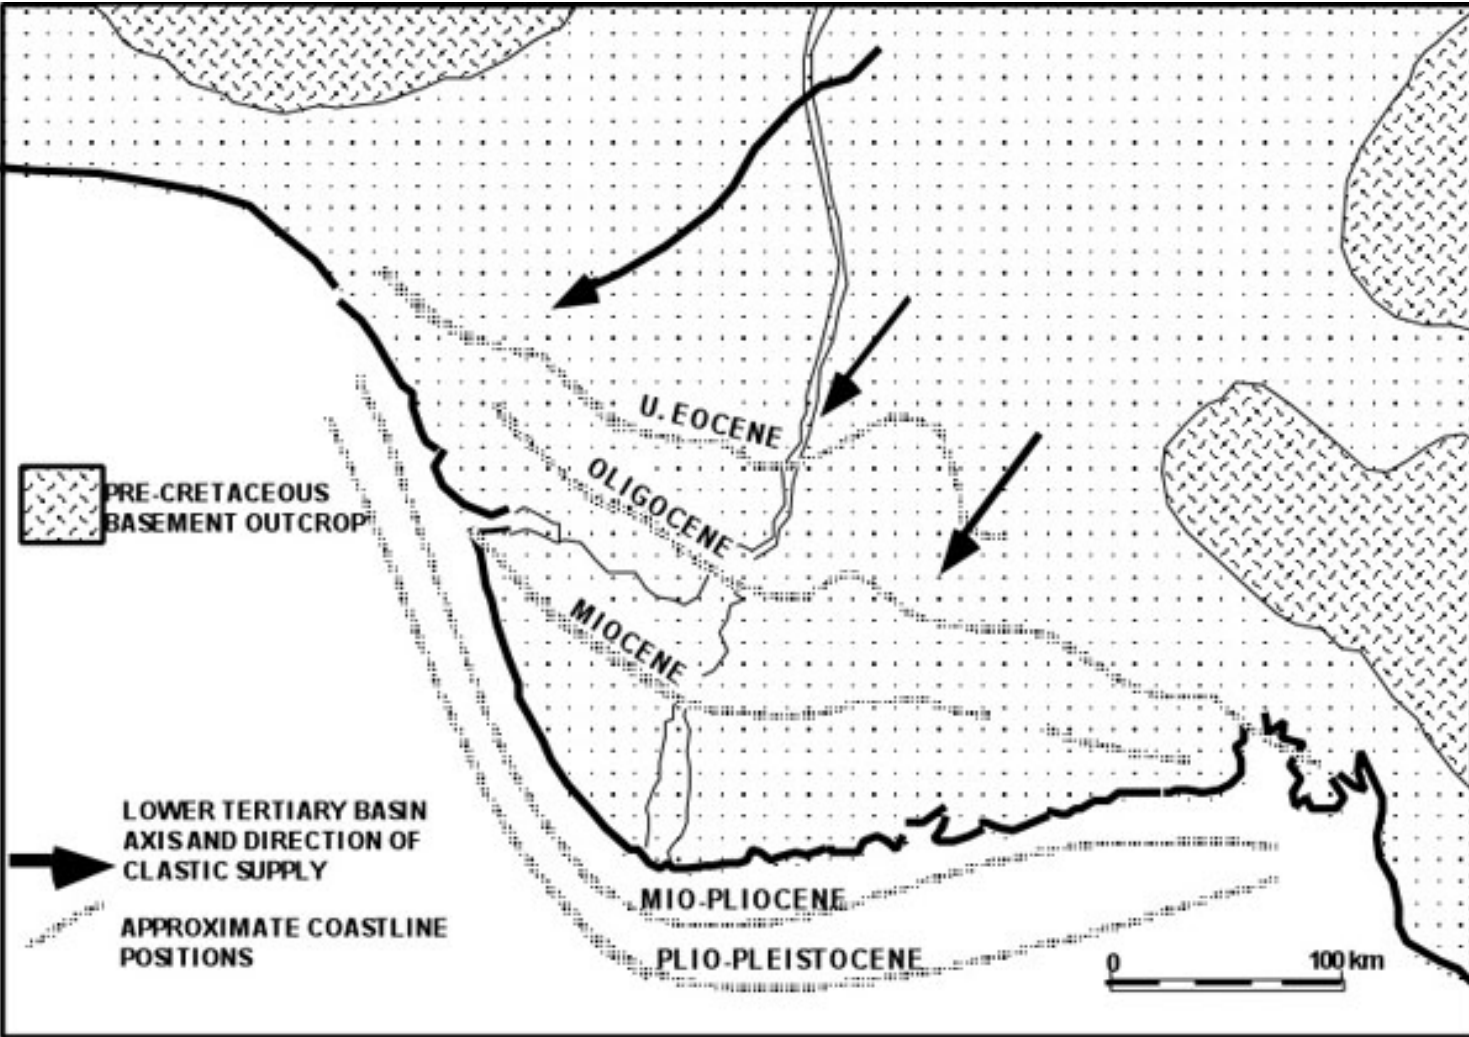 U. EOCENE
OLIGOCENE
PRE-CRETACEOUS
BASEMENT OUTCROP
MIOCENE
LOWER TERTIARY BASIN
AXIS AND DIRECTION OF
CLASTIC SUPPLY
MIO-PLIOCENE
APPROXIMATE COASTLINE
POSITIONS
PLIO-PLEISTOCENE
0 100 km